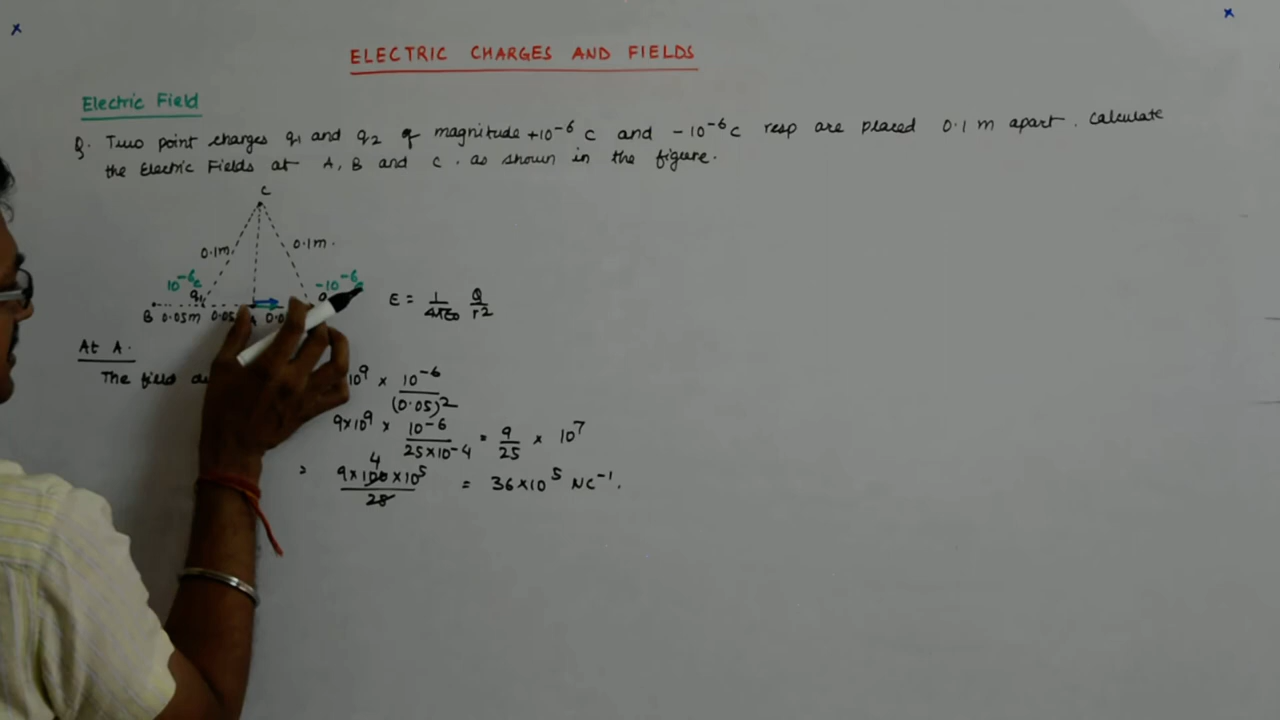 x x
ELECTRIC CHARGES AND FIELDS
Electric Field
Q. Two point charges q1 and q2 of magnitude +10^-6 C and -10^-6 C resp are placed 0.1 m apart. Calculate
the Electric Fields at A, B and C, as shown in the figure.
C
0.1m 0.1m.
10^-6 C -10^-6
q1
E = 1/4πε0 Q/r2
B 0.05m A
At A.
The field
10^9 × 10^-6/(0.05)^2
9×10^9 × 10^-6/25×10^-4 = 9/25 × 10^7
4
9×100×10^5/25 = 36×10^5 NC^-1.